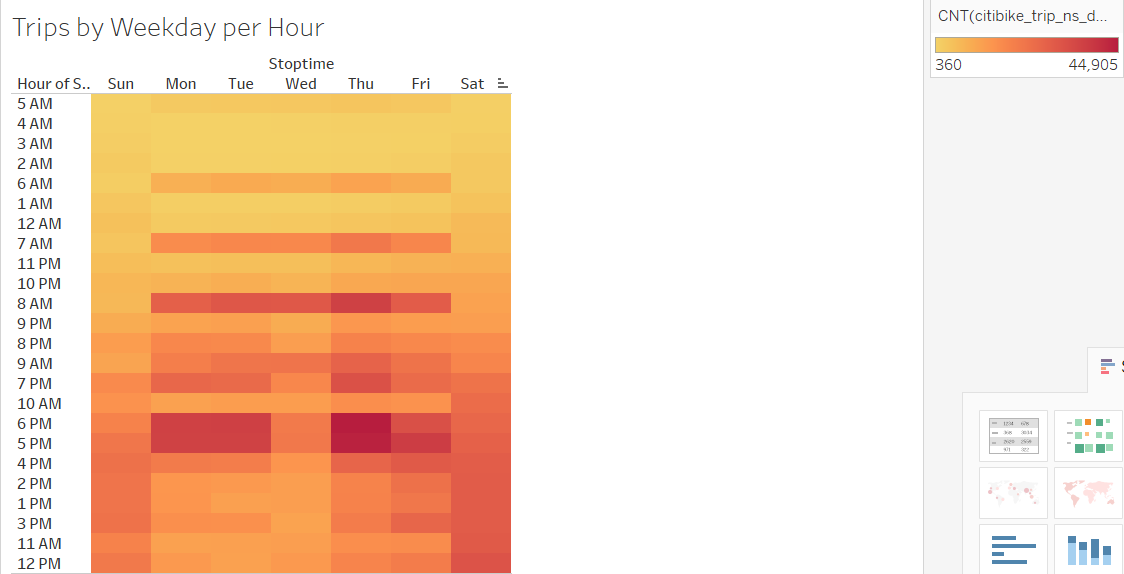 Trips by Weekday per Hour
CNT(citibike_trip_ns_d...
360 44,905
Stoptime
Hour of S.. Sun Mon Tue Wed Thu Fri Sat
5 AM
4 AM
3 AM
2 AM
6 AM
1 AM
12 AM
7 AM
11 PM
10 PM
8 AM
9 PM
8 PM
9 AM
7 PM
10 AM
6 PM
5 PM
4 PM
2 PM
1 PM
3 PM
11 AM
12 PM